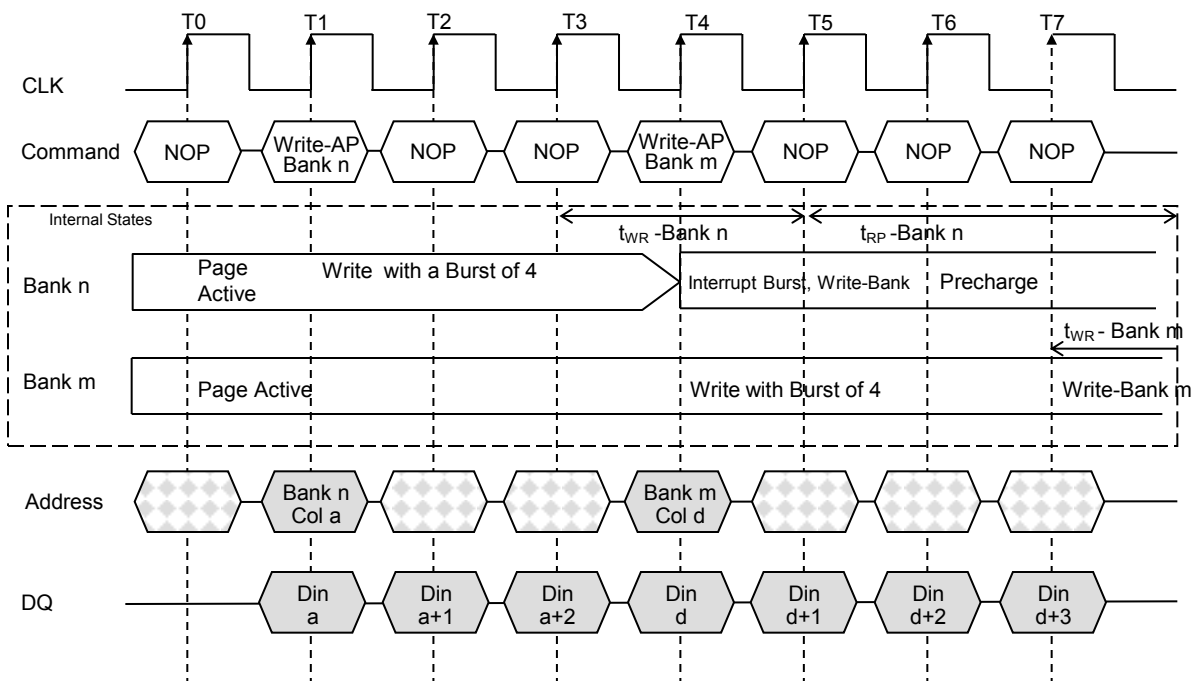 T0 T1 T2 T3 T4 T5 T6 T7
CLK
Command NOP Write-AP Bank n NOP NOP Write-AP Bank m NOP NOP NOP
Internal States
tWR -Bank n tRP -Bank n
Bank n Page Active Write with a Burst of 4 Interrupt Burst, Write-Bank Precharge
tWR - Bank m
Bank m Page Active Write with Burst of 4 Write-Bank m
Address Bank n Col a Bank m Col d
DQ Din a Din a+1 Din a+2 Din d Din d+1 Din d+2 Din d+3